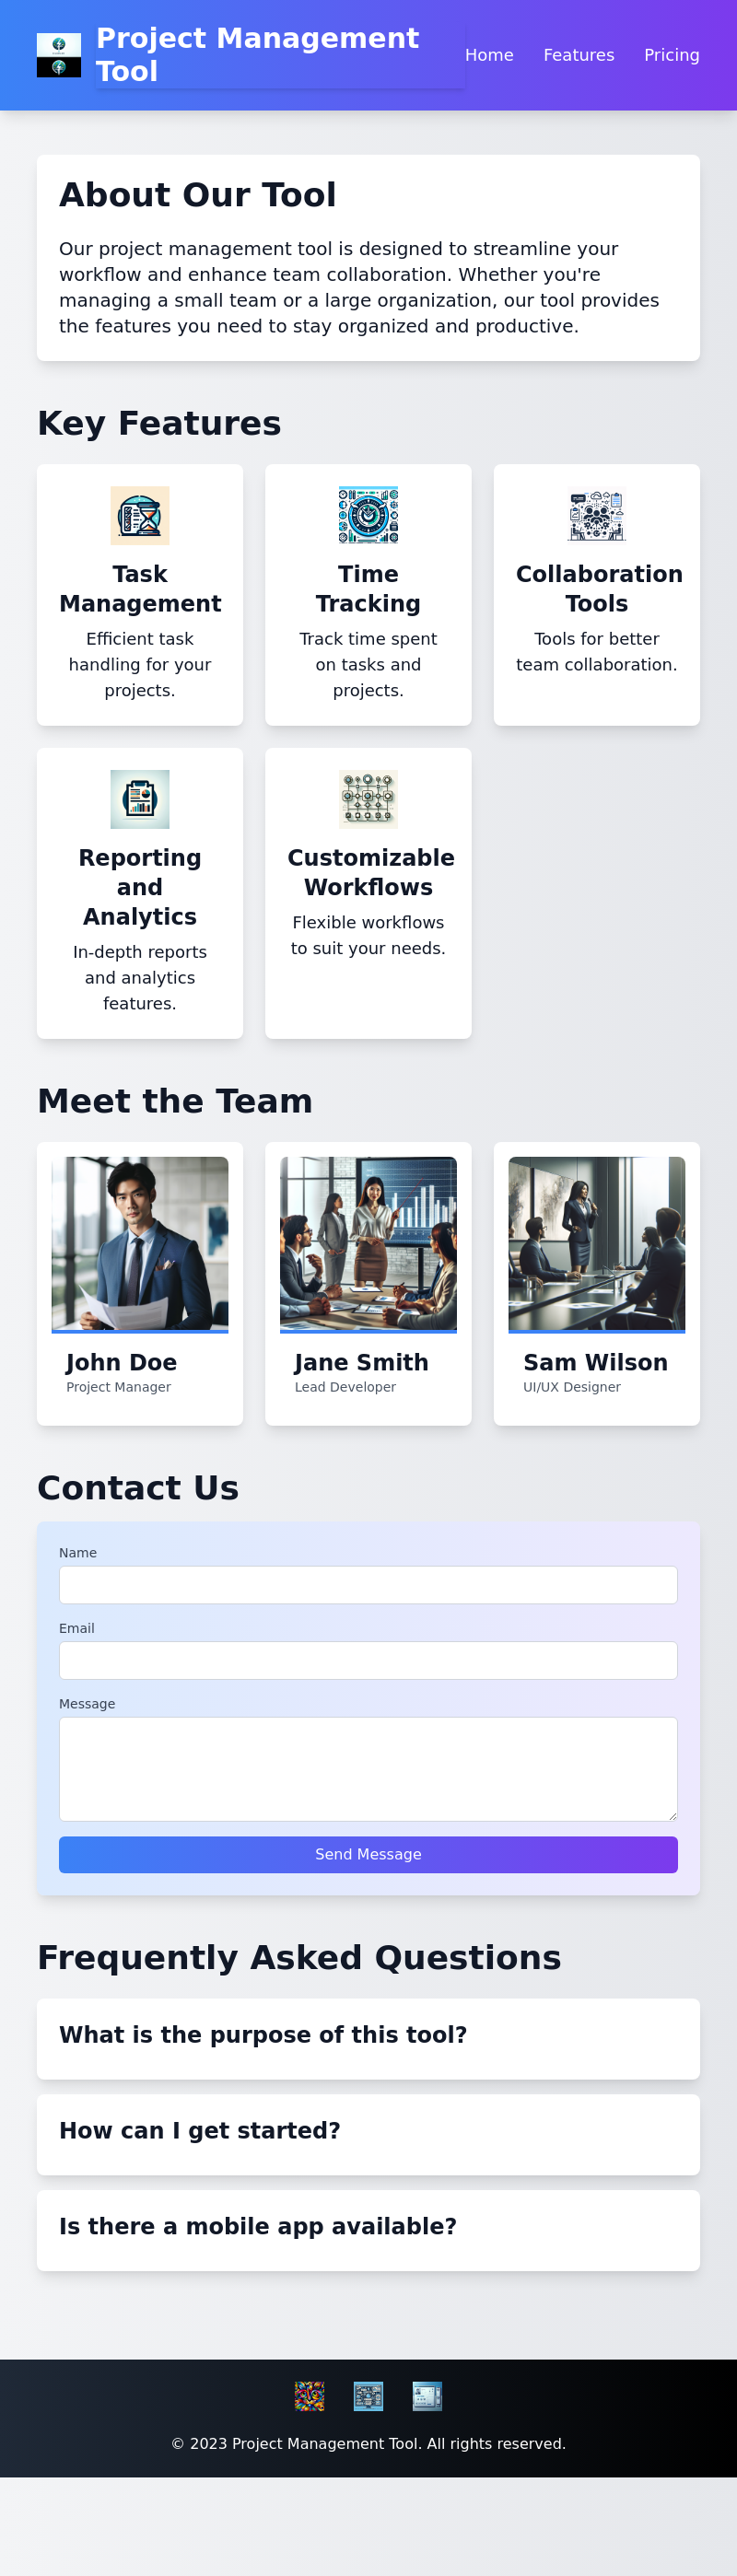 Project Management
Tool
Home
Features
Pricing
About Our Tool
Our project management tool is designed to streamline your
workflow and enhance team collaboration. Whether you're
managing a small team or a large organization, our tool provides
the features you need to stay organized and productive.
Key Features
Task
Management
Efficient task
handling for your
projects.
Time
Tracking
Track time spent
on tasks and
projects.
Collaboration
Tools
Tools for better
team collaboration.
Reporting
and
Analytics
In-depth reports
and analytics
features.
Customizable
Workflows
Flexible workflows
to suit your needs.
Meet the Team
John Doe
Project Manager
Jane Smith
Lead Developer
Sam Wilson
UI/UX Designer
Contact Us
Name
Email
Message
Send Message
Frequently Asked Questions
What is the purpose of this tool?
How can I get started?
Is there a mobile app available?
© 2023 Project Management Tool. All rights reserved.